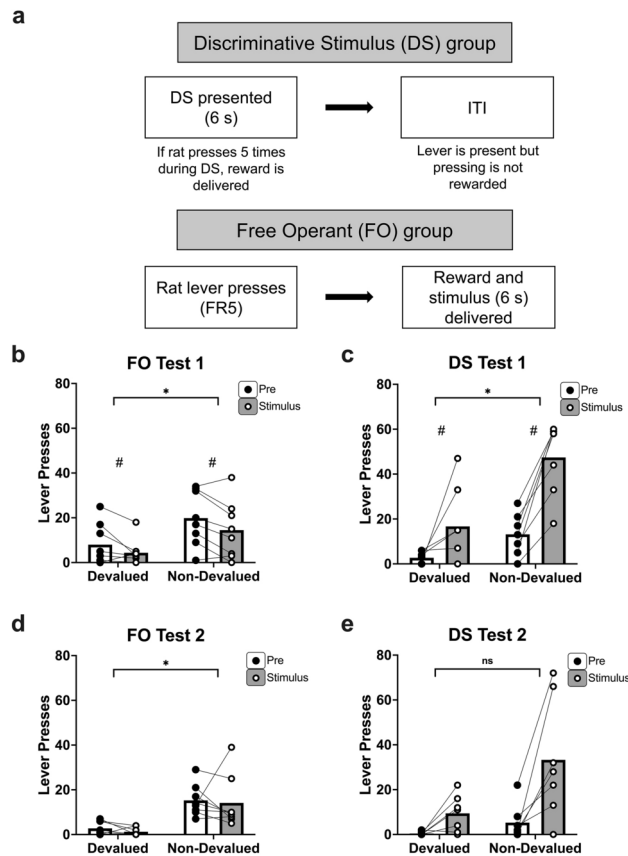 a
Discriminative Stimulus (DS) group
DS presented
(6 s)
ITI
If rat presses 5 times
during DS, reward is
delivered
Lever is present but
pressing is not
rewarded
Free Operant (FO) group
Rat lever presses
(FR5)
Reward and
stimulus (6 s)
delivered
b
FO Test 1
Pre
Stimulus
*
#
#
Lever Presses
80
60
40
20
0
Devalued
Non-Devalued
c
DS Test 1
Pre
Stimulus
*
#
#
Lever Presses
80
60
40
20
0
Devalued
Non-Devalued
d
FO Test 2
Pre
Stimulus
*
Lever Presses
80
60
40
20
0
Devalued
Non-Devalued
e
DS Test 2
Pre
Stimulus
ns
Lever Presses
80
60
40
20
0
Devalued
Non-Devalued